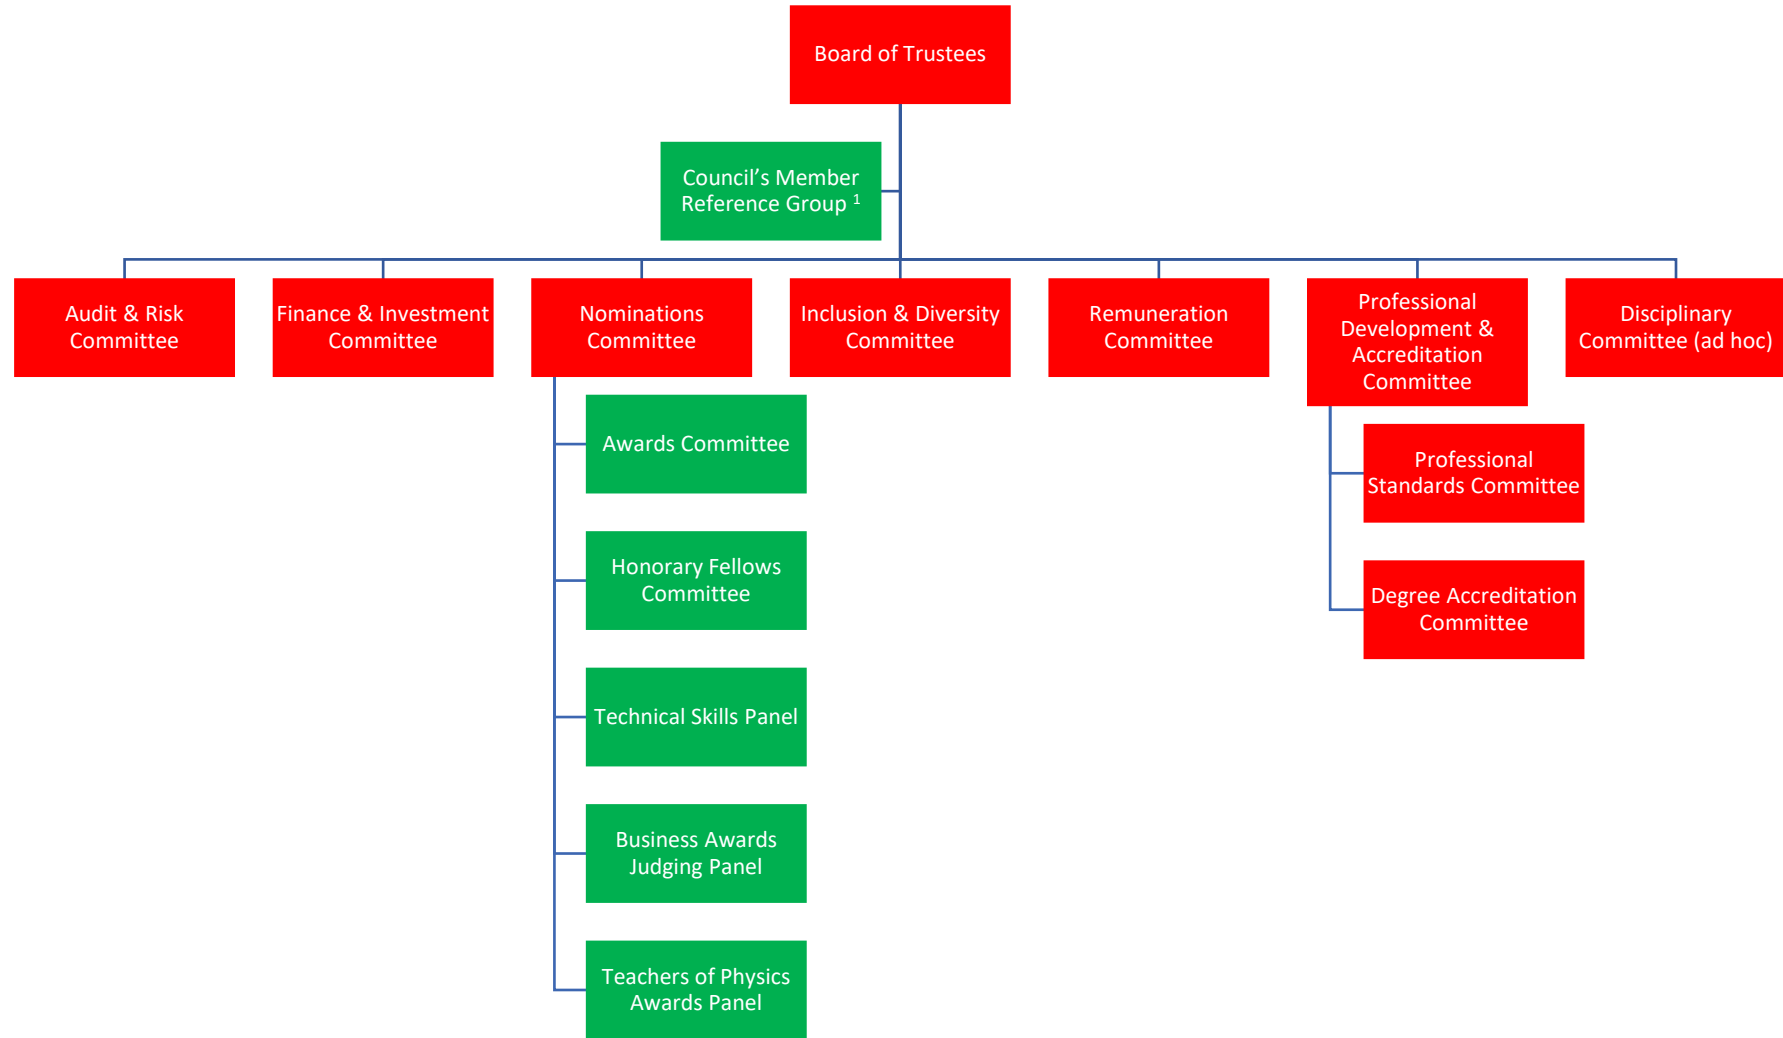 Board of Trustees
Council’s Member
Reference Group ¹
Audit & Risk
Committee
Finance & Investment
Committee
Nominations
Committee
Inclusion & Diversity
Committee
Remuneration
Committee
Professional
Development &
Accreditation
Committee
Disciplinary
Committee (ad hoc)
Awards Committee
Honorary Fellows
Committee
Technical Skills Panel
Business Awards
Judging Panel
Teachers of Physics
Awards Panel
Professional
Standards Committee
Degree Accreditation
Committee